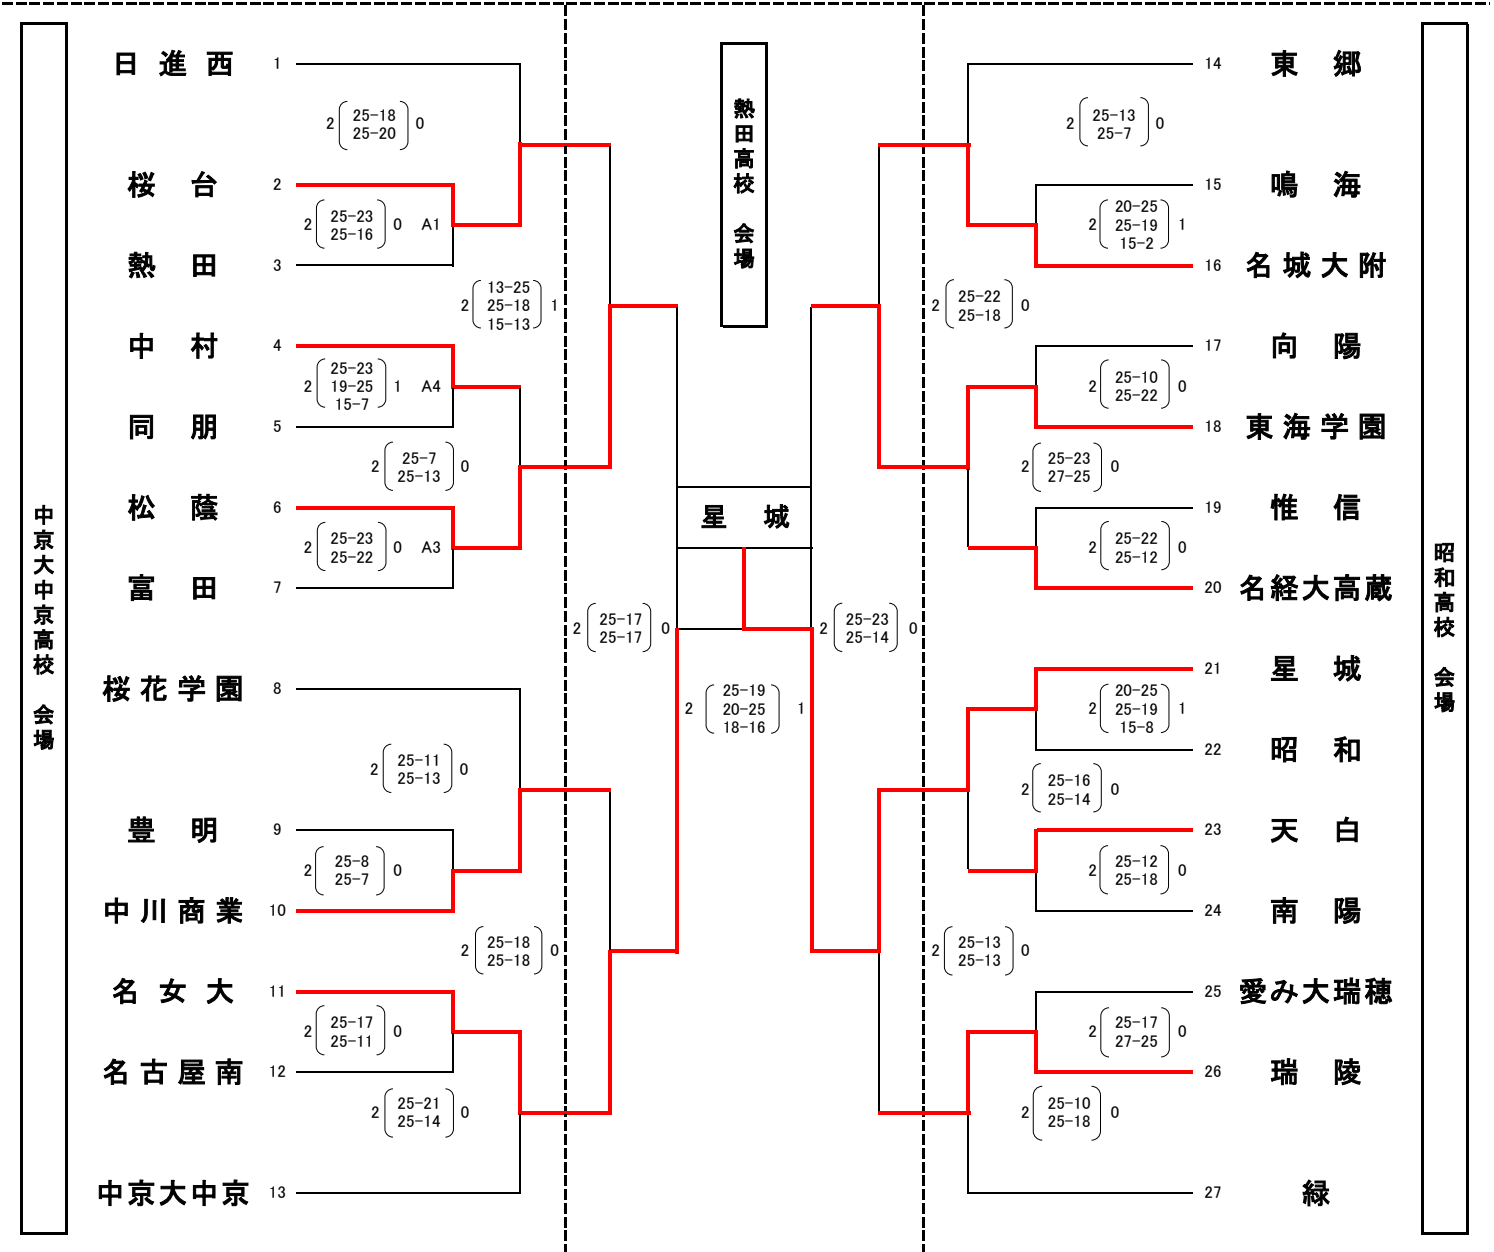 中京大中京高校 会場
日進西 1
2 25-18 0
25-20
桜台 2
2 25-23 0 A1
25-16
熱田 3
13-25
2 25-18 1
15-13
中村 4
25-23
2 19-25 1 A4
15-7
同朋 5
2 25-7 0
25-13
松蔭 6
2 25-23 0 A3
25-22
富田 7
桜花学園 8
2 25-11 0
25-13
豊明 9
2 25-8 0
25-7
中川商業 10
2 25-18 0
25-18
名女大 11
2 25-17 0
25-11
名古屋南 12
2 25-21 0
25-14
中京大中京 13
熱田高校 会場
星城
2 25-17 0
25-17
2 25-23 0
25-14
25-19
2 20-25 1
18-16
14 東郷
2 25-13 0
25-7
15 鳴海
20-25
2 25-19 1
15-2
16 名城大附
2 25-22 0
25-18
17 向陽
2 25-10 0
25-22
18 東海学園
2 25-23 0
27-25
19 惟信
2 25-22 0
25-12
20 名経大高蔵
21 星城
20-25
2 25-19 1
15-8
22 昭和
2 25-16 0
25-14
23 天白
2 25-12 0
25-18
24 南陽
2 25-13 0
25-13
25 愛み大瑞穂
2 25-17 0
27-25
26 瑞陵
2 25-10 0
25-18
27 緑
昭和高校 会場